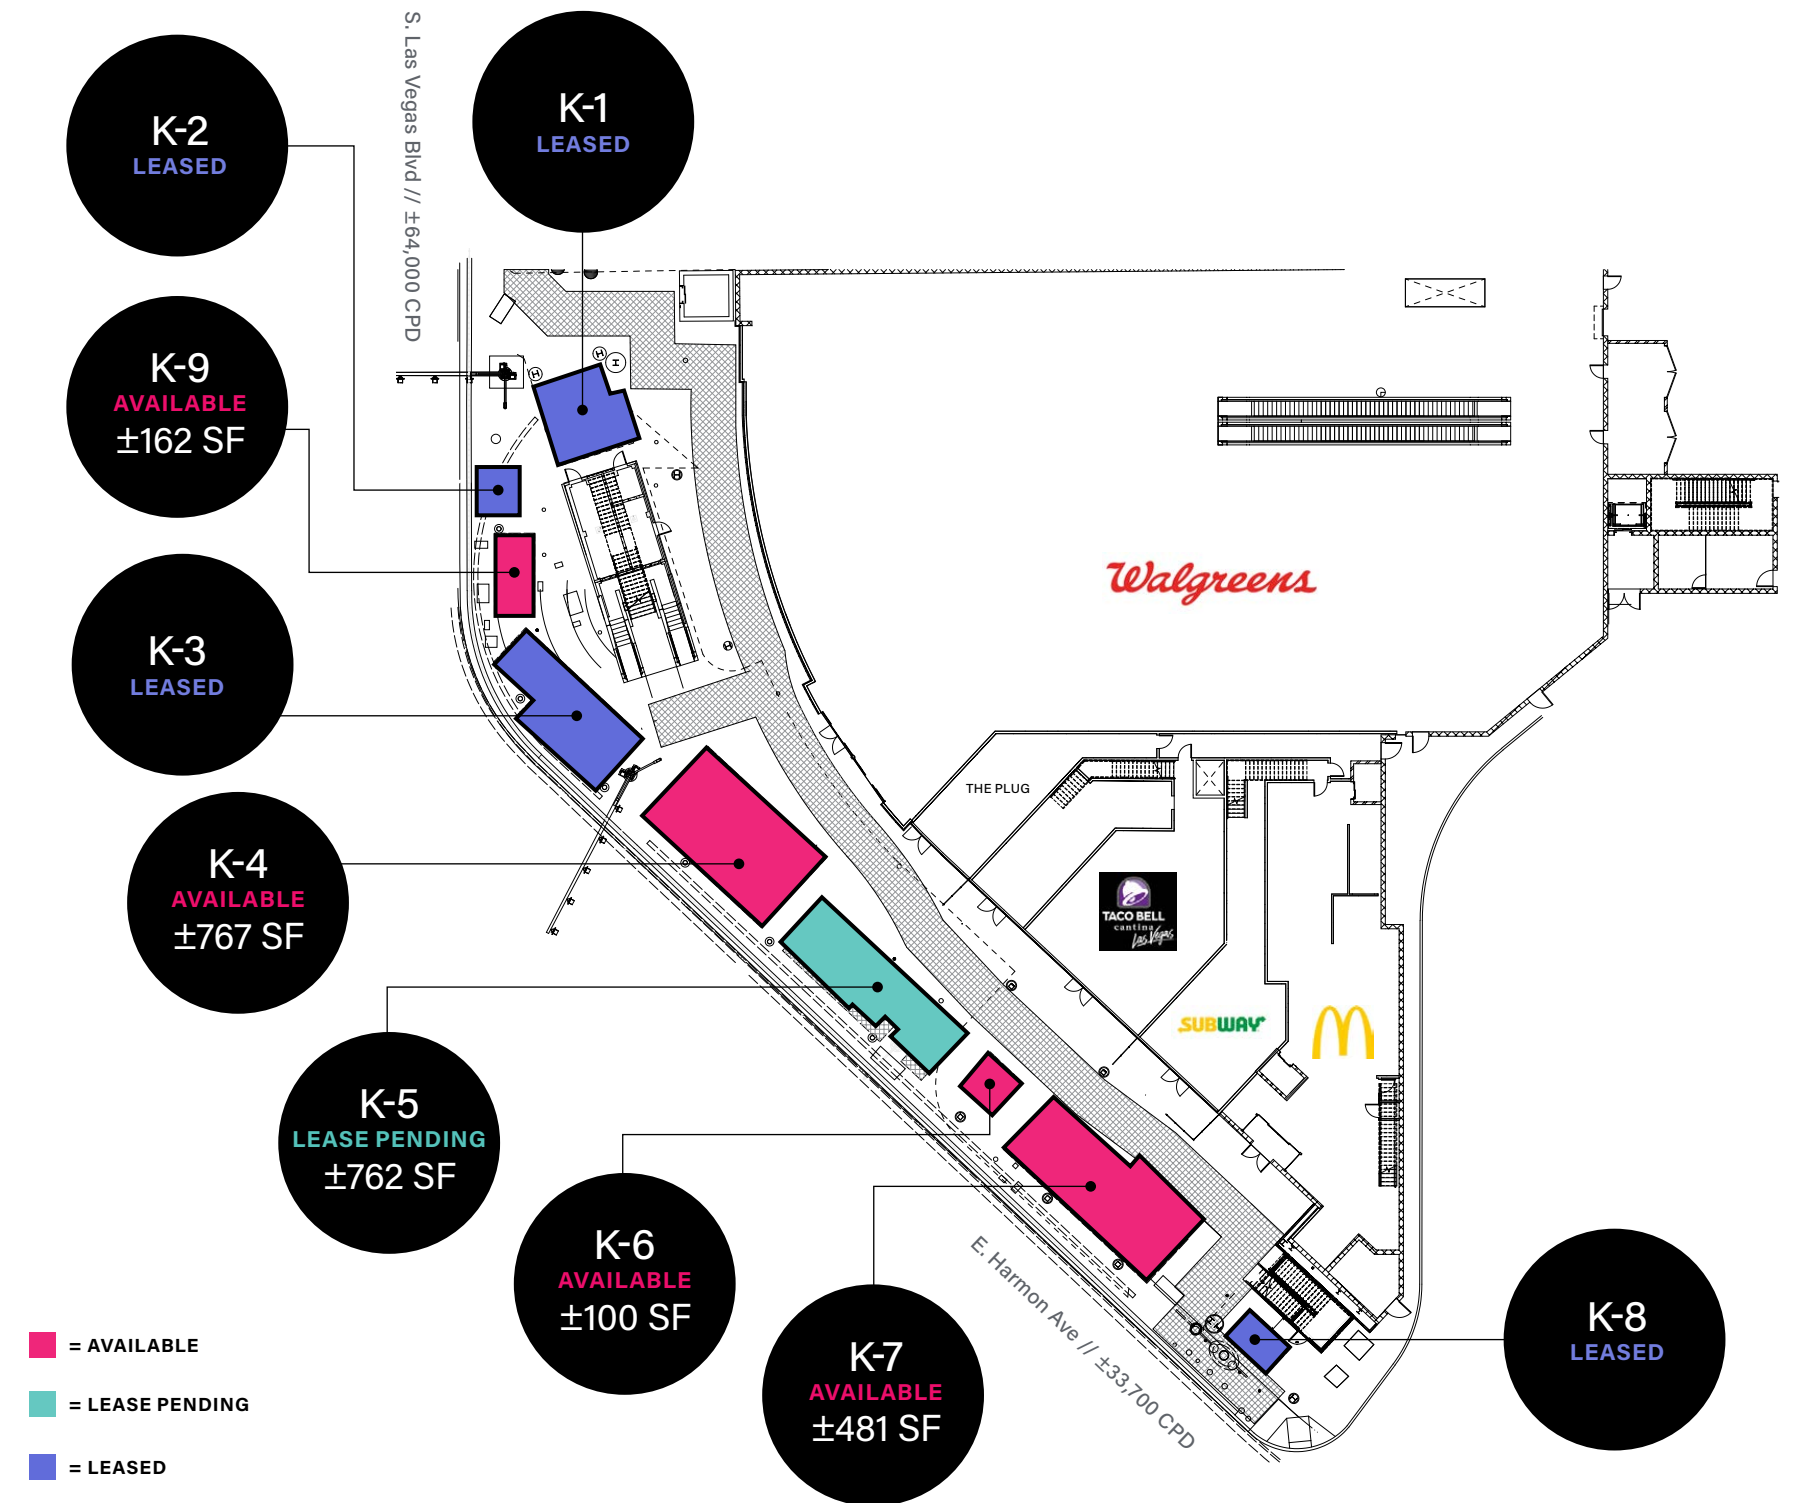 S. Las Vegas Blvd // ±64,000 CPD
K-1
LEASED
K-2
LEASED
K-9
AVAILABLE
±162 SF
K-3
LEASED
K-4
AVAILABLE
±767 SF
K-5
LEASE PENDING
±762 SF
K-6
AVAILABLE
±100 SF
K-7
AVAILABLE
±481 SF
K-8
LEASED
Walgreens
THE PLUG
TACO BELL
cantina
Las Vegas
SUBWAY
E. Harmon Ave // ±33,700 CPD
= AVAILABLE
= LEASE PENDING
= LEASED